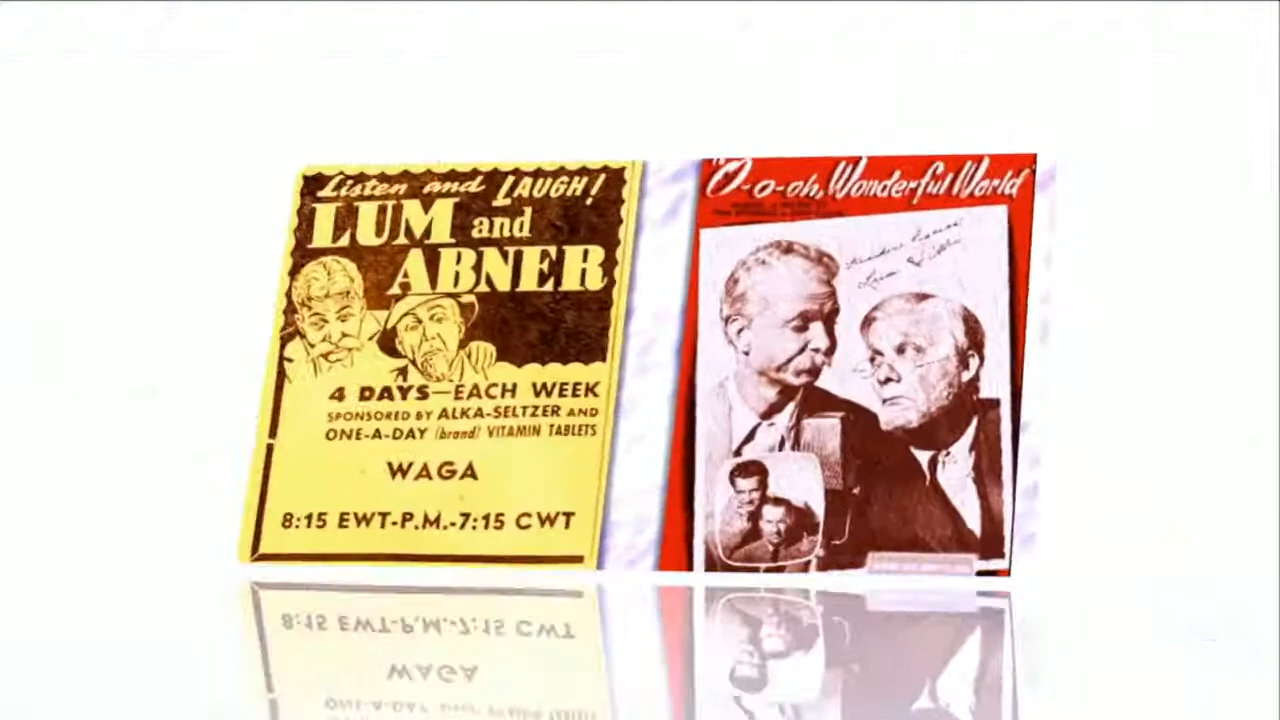 Listen and LAUGH!
LUM and
ABNER
4 DAYS—EACH WEEK
SPONSORED BY ALKA-SELTZER AND
ONE-A-DAY (brand) VITAMIN TABLETS
WAGA
8:15 EWT-P.M.-7:15 CWT
"O-o-oh, Wonderful World